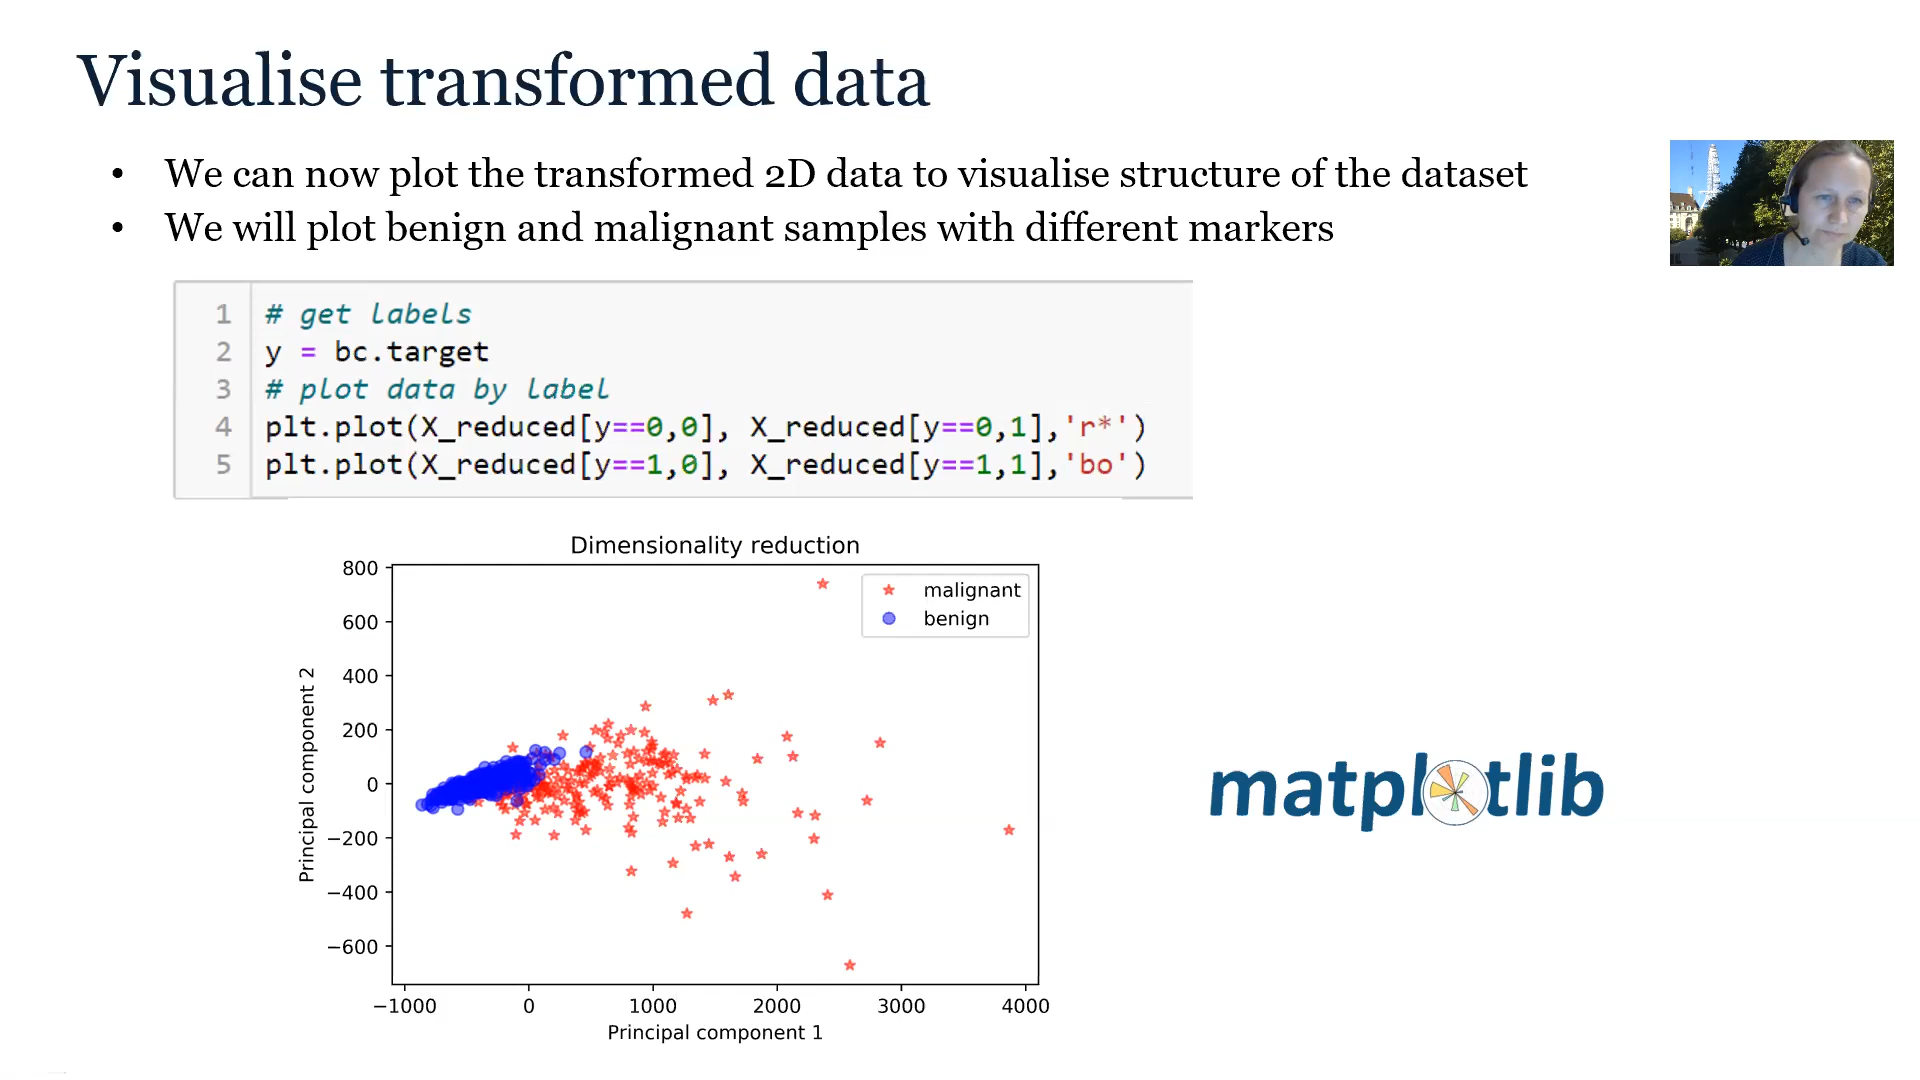 Visualise transformed data
• We can now plot the transformed 2D data to visualise structure of the dataset
• We will plot benign and malignant samples with different markers
1 # get labels
2 y = bc.target
3 # plot data by label
4 plt.plot(X_reduced[y==0,0], X_reduced[y==0,1],'r*')
5 plt.plot(X_reduced[y==1,0], X_reduced[y==1,1],'bo')
Dimensionality reduction
malignant
benign
800
600
400
200
0
−200
−400
−600
Principal component 2
−1000 0 1000 2000 3000 4000
Principal component 1
matplotlib